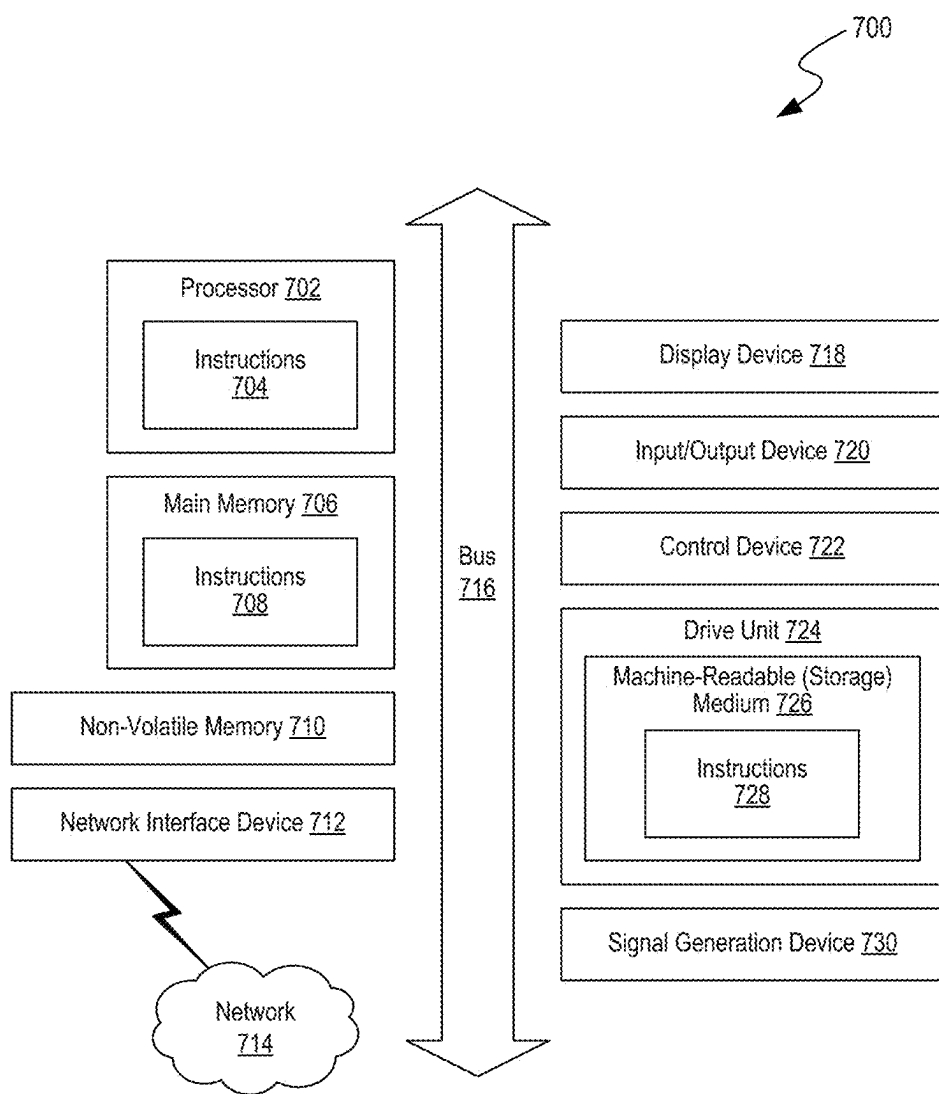 700
Processor 702
Instructions
704
Main Memory 706
Instructions
708
Non-Volatile Memory 710
Network Interface Device 712
Network
714
Bus
716
Display Device 718
Input/Output Device 720
Control Device 722
Drive Unit 724
Machine-Readable (Storage)
Medium 726
Instructions
728
Signal Generation Device 730